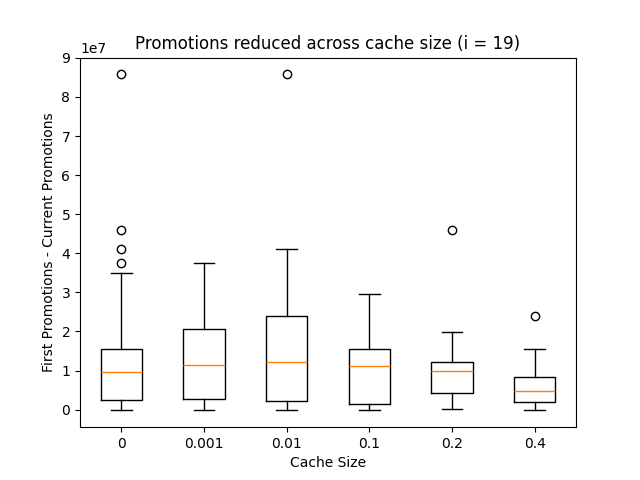 Promotions reduced across cache size (i = 19)
1e7
9
8
7
6
5
4
3
2
1
0
First Promotions - Current Promotions
0 0.001 0.01 0.1 0.2 0.4
Cache Size